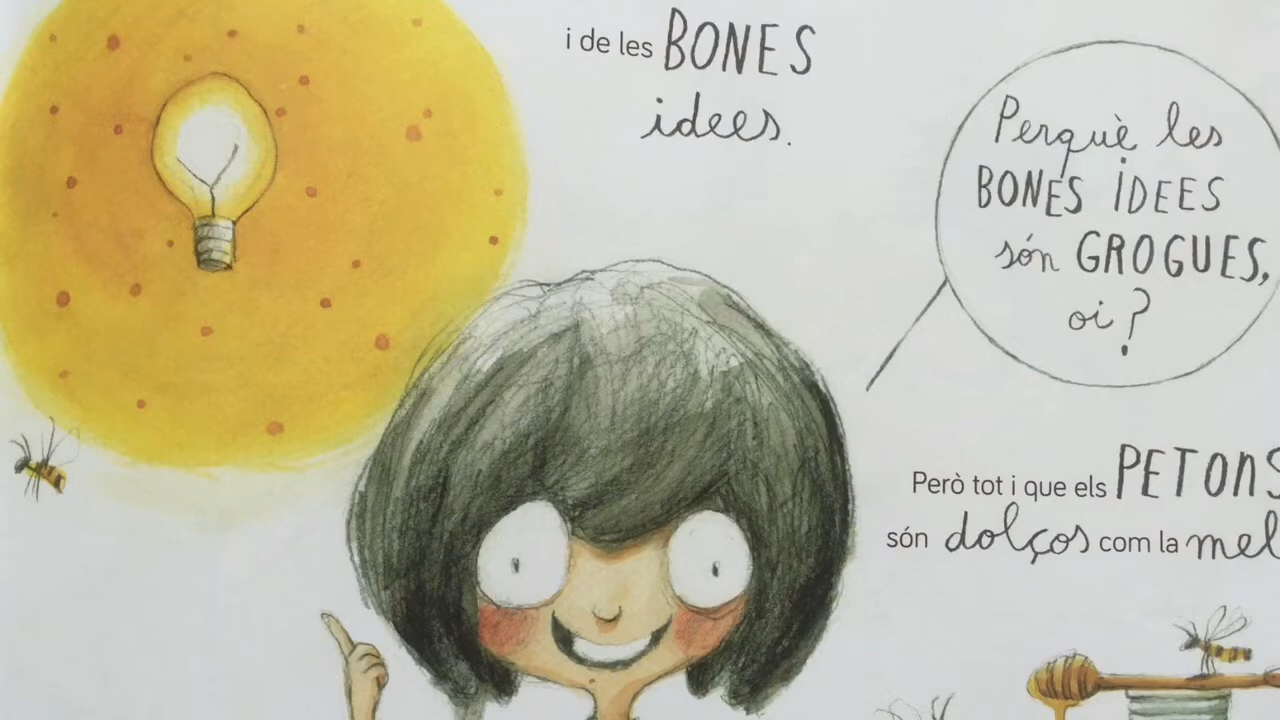 i de les BONES
idees.
Perquè les
BONES IDEES
són GROGUES,
oi?
Però tot i que els PETONS
són dolços com la mel